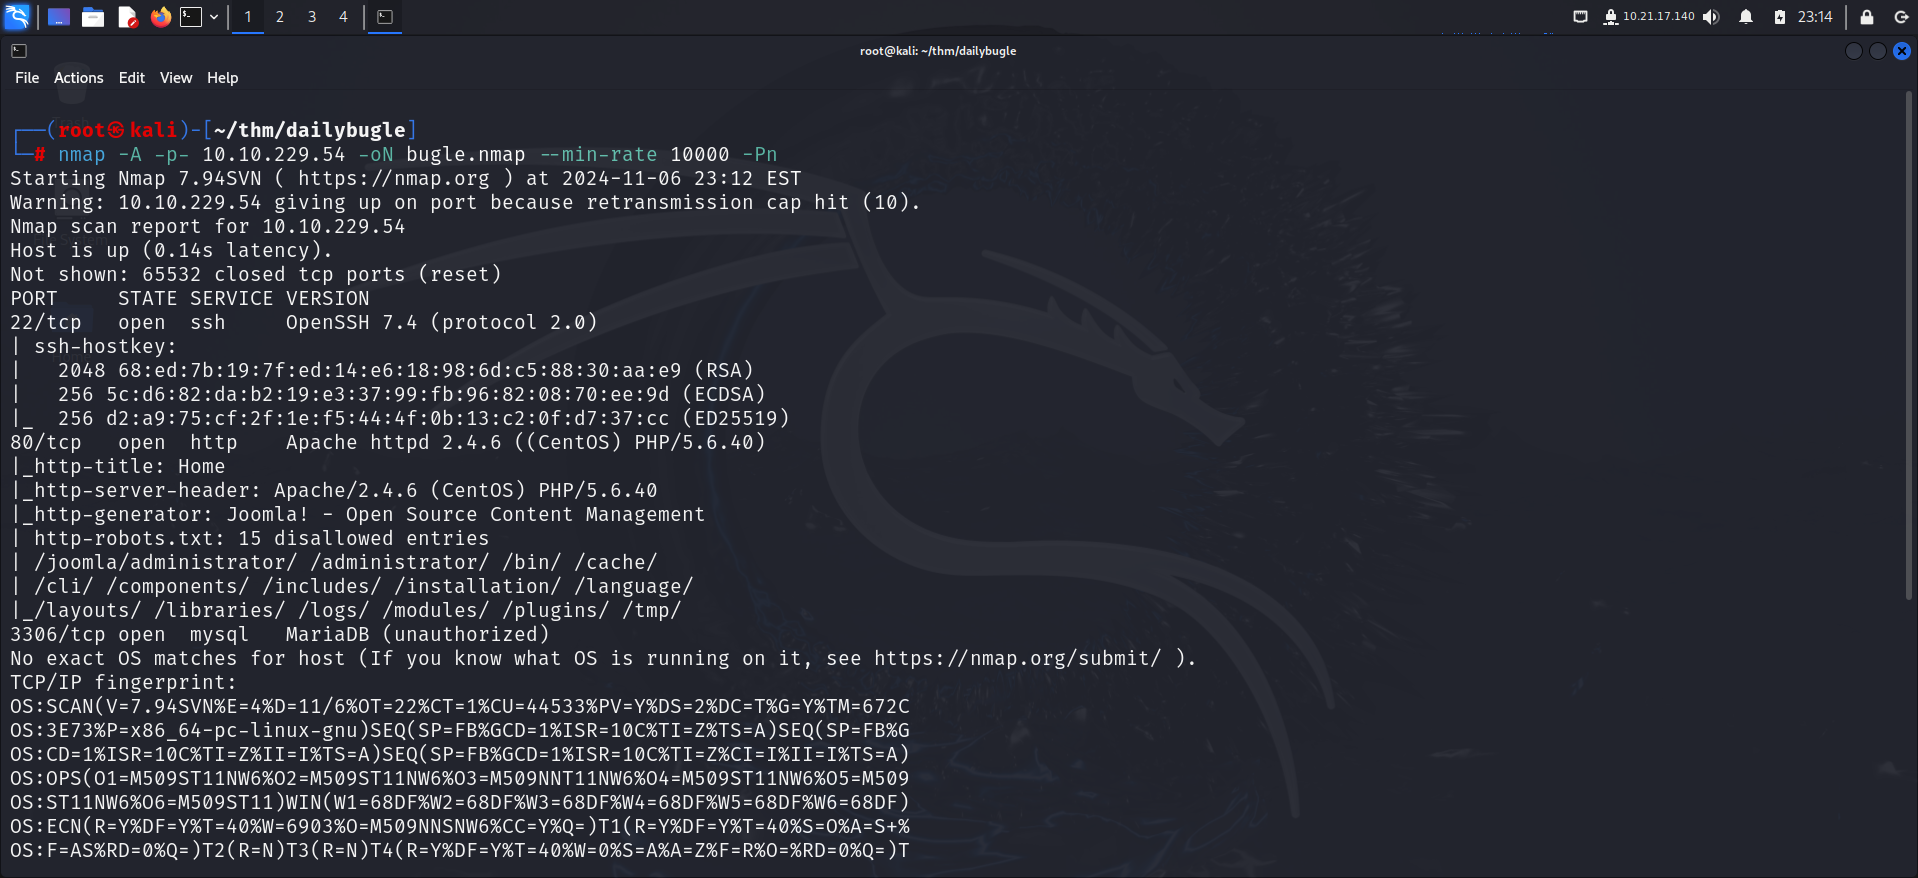 1 2 3 4 10.21.17.140 23:14
root@kali: ~/thm/dailybugle
File Actions Edit View Help
┌──(root㉿kali)-[~/thm/dailybugle]
└─# nmap -A -p- 10.10.229.54 -oN bugle.nmap --min-rate 10000 -Pn
Starting Nmap 7.94SVN ( https://nmap.org ) at 2024-11-06 23:12 EST
Warning: 10.10.229.54 giving up on port because retransmission cap hit (10).
Nmap scan report for 10.10.229.54
Host is up (0.14s latency).
Not shown: 65532 closed tcp ports (reset)
PORT     STATE SERVICE VERSION
22/tcp   open  ssh     OpenSSH 7.4 (protocol 2.0)
| ssh-hostkey:
|   2048 68:ed:7b:19:7f:ed:14:e6:18:98:6d:c5:88:30:aa:e9 (RSA)
|   256 5c:d6:82:da:b2:19:e3:37:99:fb:96:82:08:70:ee:9d (ECDSA)
|_  256 d2:a9:75:cf:2f:1e:f5:44:4f:0b:13:c2:0f:d7:37:cc (ED25519)
80/tcp   open  http    Apache httpd 2.4.6 ((CentOS) PHP/5.6.40)
|_http-title: Home
|_http-server-header: Apache/2.4.6 (CentOS) PHP/5.6.40
|_http-generator: Joomla! - Open Source Content Management
| http-robots.txt: 15 disallowed entries
| /joomla/administrator/ /administrator/ /bin/ /cache/
| /cli/ /components/ /includes/ /installation/ /language/
|_/layouts/ /libraries/ /logs/ /modules/ /plugins/ /tmp/
3306/tcp open  mysql   MariaDB (unauthorized)
No exact OS matches for host (If you know what OS is running on it, see https://nmap.org/submit/ ).
TCP/IP fingerprint:
OS:SCAN(V=7.94SVN%E=4%D=11/6%OT=22%CT=1%CU=44533%PV=Y%DS=2%DC=T%G=Y%TM=672C
OS:3E73%P=x86_64-pc-linux-gnu)SEQ(SP=FB%GCD=1%ISR=10C%TI=Z%TS=A)SEQ(SP=FB%G
OS:CD=1%ISR=10C%TI=Z%II=I%TS=A)SEQ(SP=FB%GCD=1%ISR=10C%TI=Z%CI=I%II=I%TS=A)
OS:OPS(O1=M509ST11NW6%O2=M509ST11NW6%O3=M509NNT11NW6%O4=M509ST11NW6%O5=M509
OS:ST11NW6%O6=M509ST11)WIN(W1=68DF%W2=68DF%W3=68DF%W4=68DF%W5=68DF%W6=68DF)
OS:ECN(R=Y%DF=Y%T=40%W=6903%O=M509NNSNW6%CC=Y%Q=)T1(R=Y%DF=Y%T=40%S=O%A=S+%
OS:F=AS%RD=0%Q=)T2(R=N)T3(R=N)T4(R=Y%DF=Y%T=40%W=0%S=A%A=Z%F=R%O=%RD=0%Q=)T